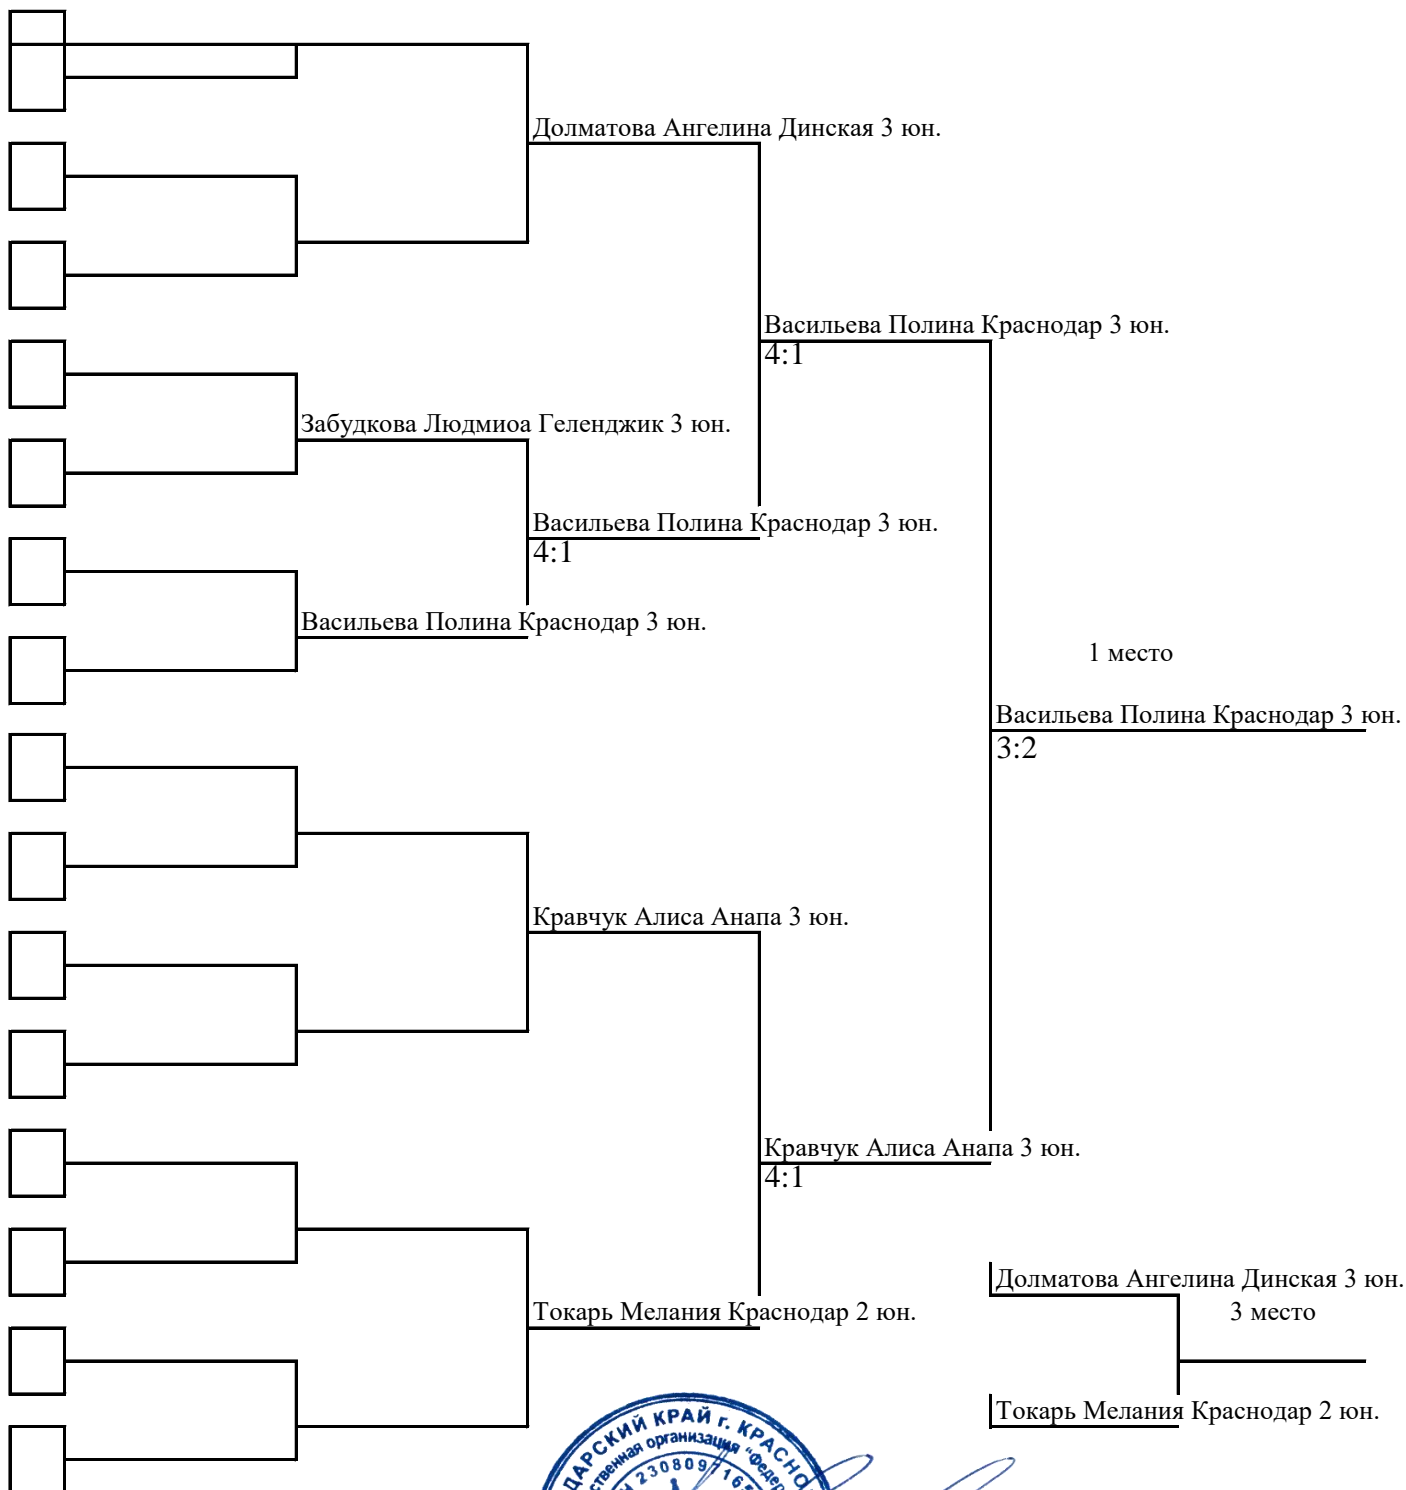 Долматова Ангелина Динская 3 юн.
Васильева Полина Краснодар 3 юн.
4:1
Забудкова Людмиоа Геленджик 3 юн.
Васильева Полина Краснодар 3 юн.
4:1
Васильева Полина Краснодар 3 юн.
1 место
Васильева Полина Краснодар 3 юн.
3:2
Кравчук Алиса Анапа 3 юн.
Кравчук Алиса Анапа 3 юн.
4:1
Долматова Ангелина Динская 3 юн.
Токарь Мелания Краснодар 2 юн.
3 место
Токарь Мелания Краснодар 2 юн.
КРАЙ г.
организация